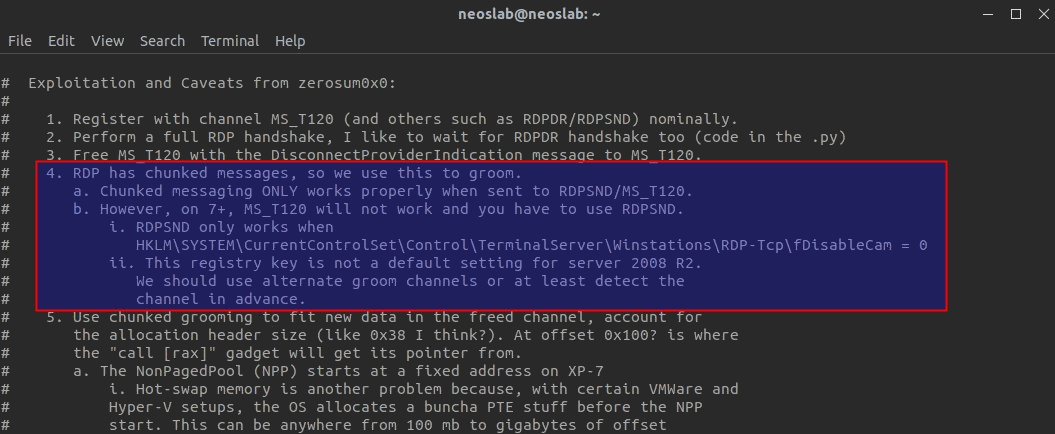 neoslab@neoslab: ~
File Edit View Search Terminal Help
# Exploitation and Caveats from zerosum0x0:
#
# 1. Register with channel MS_T120 (and others such as RDPDR/RDPSND) nominally.
# 2. Perform a full RDP handshake, I like to wait for RDPDR handshake too (code in the .py)
# 3. Free MS_T120 with the DisconnectProviderIndication message to MS_T120.
# 4. RDP has chunked messages, so we use this to groom.
# a. Chunked messaging ONLY works properly when sent to RDPSND/MS_T120.
# b. However, on 7+, MS_T120 will not work and you have to use RDPSND.
# i. RDPSND only works when
# HKLM\SYSTEM\CurrentControlSet\Control\TerminalServer\Winstations\RDP-Tcp\fDisableCam = 0
# ii. This registry key is not a default setting for server 2008 R2.
# We should use alternate groom channels or at least detect the
# channel in advance.
# 5. Use chunked grooming to fit new data in the freed channel, account for
# the allocation header size (like 0x38 I think?). At offset 0x100? is where
# the "call [rax]" gadget will get its pointer from.
# a. The NonPagedPool (NPP) starts at a fixed address on XP-7
# i. Hot-swap memory is another problem because, with certain VMWare and
# Hyper-V setups, the OS allocates a buncha PTE stuff before the NPP
# start. This can be anywhere from 100 mb to gigabytes of offset